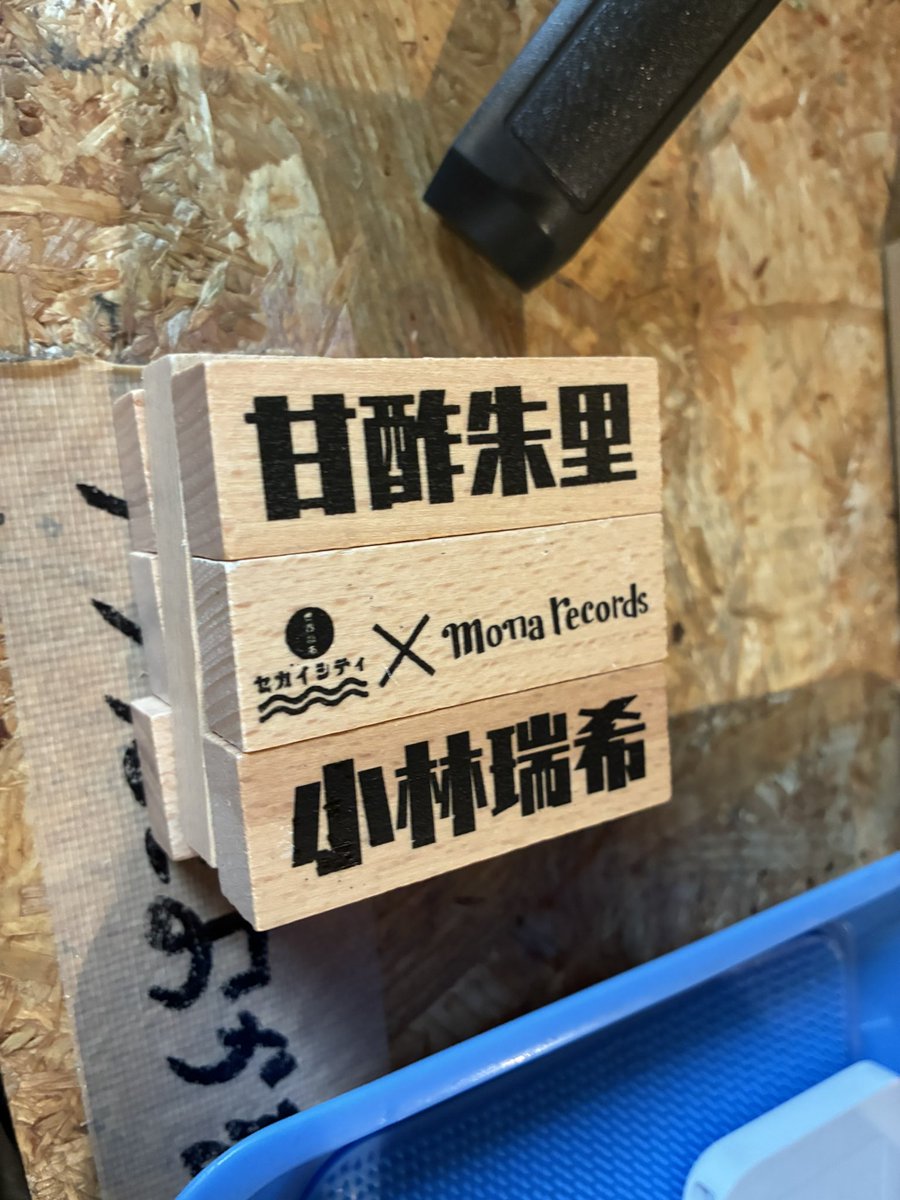 甘酢朱里
セカイシティ × mona records
小林瑞希